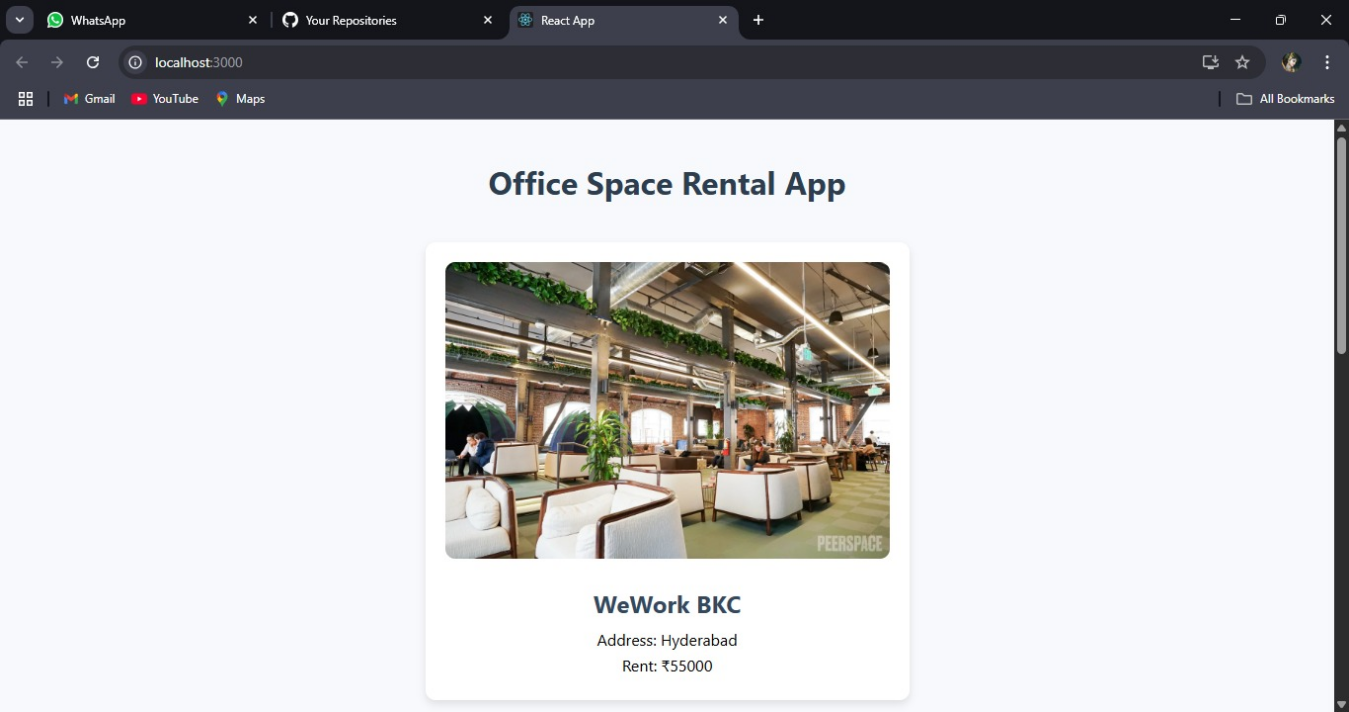 WhatsApp
Your Repositories
React App
localhost:3000
Gmail
YouTube
Maps
All Bookmarks
Office Space Rental App
PEERSPACE
WeWork BKC
Address: Hyderabad
Rent: ₹55000